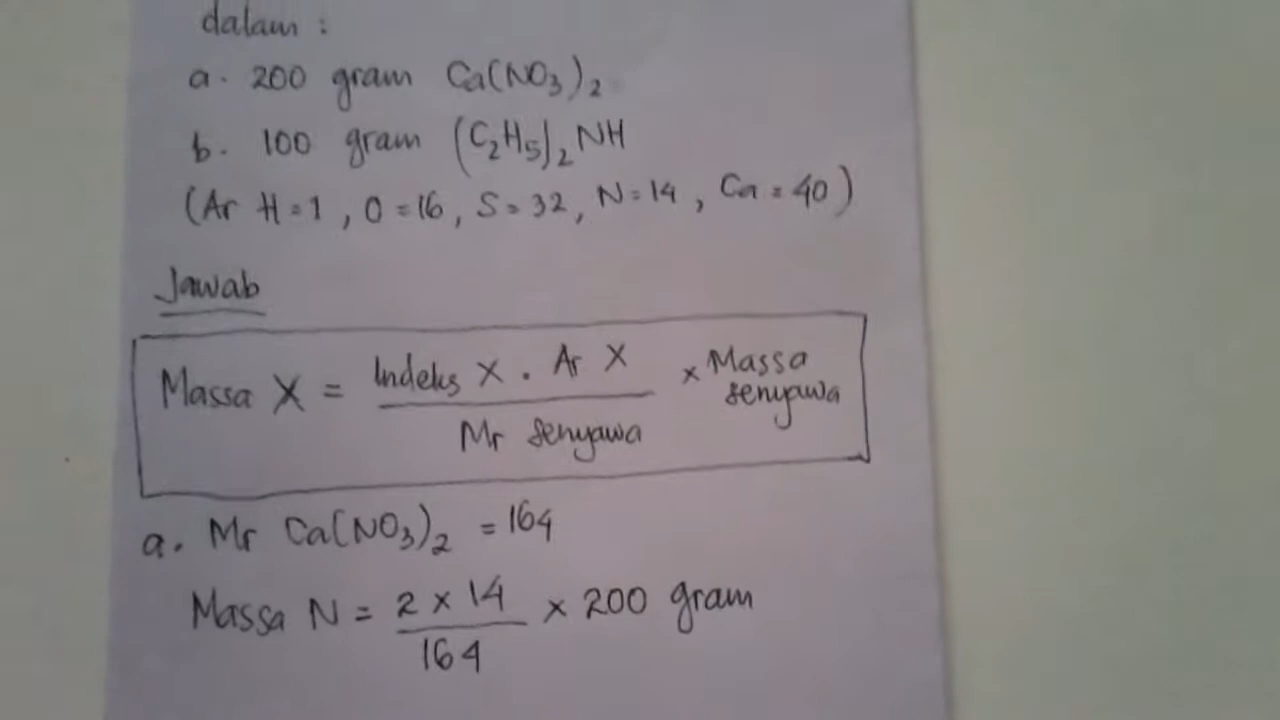 dalam :
a. 200 gram Ca(NO3)2
b. 100 gram (C2H5)2NH
(Ar H=1, O=16, S=32, N=14, Ca=40)
Jawab
Massa X = Indeks X . Ar X / Mr senyawa × Massa senyawa
a. Mr Ca(NO3)2 = 164
Massa N = 2 × 14 / 164 × 200 gram